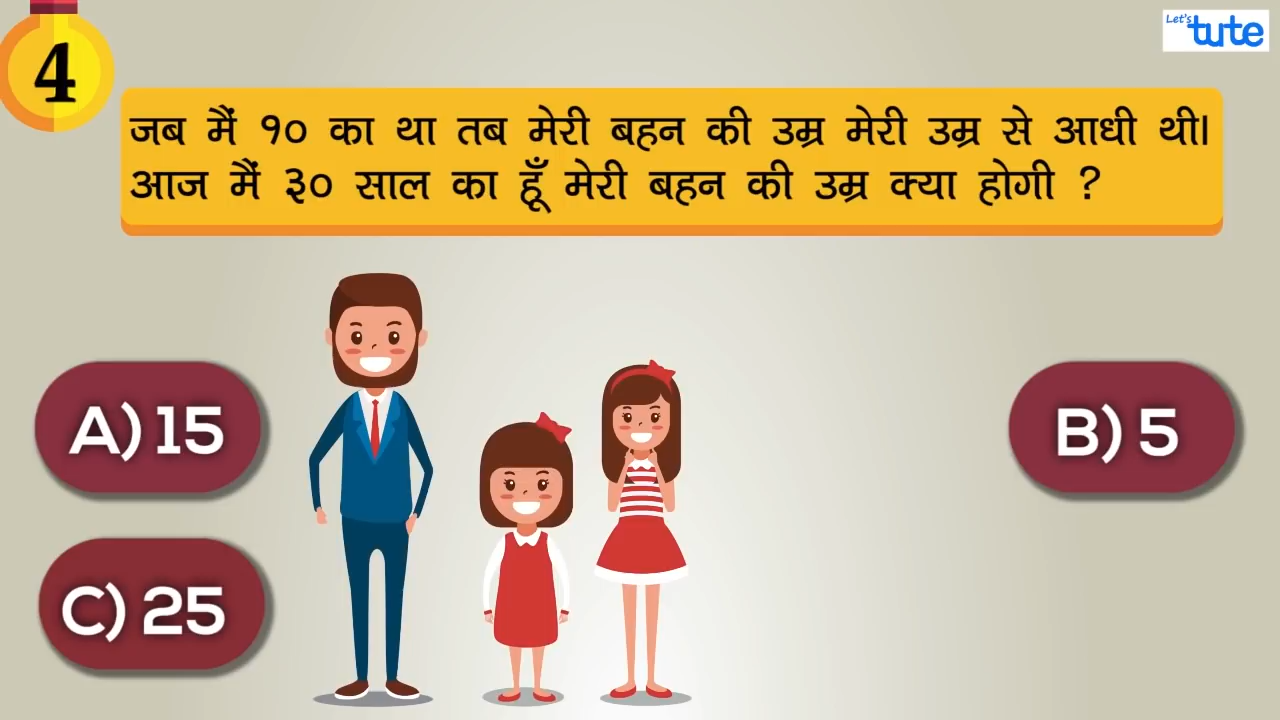 4
Let's
tute
जब मैं १० का था तब मेरी बहन की उम्र मेरी उम्र से आधी थी।
आज मैं ३० साल का हूँ मेरी बहन की उम्र क्या होगी ?
A) 15
B) 5
C) 25